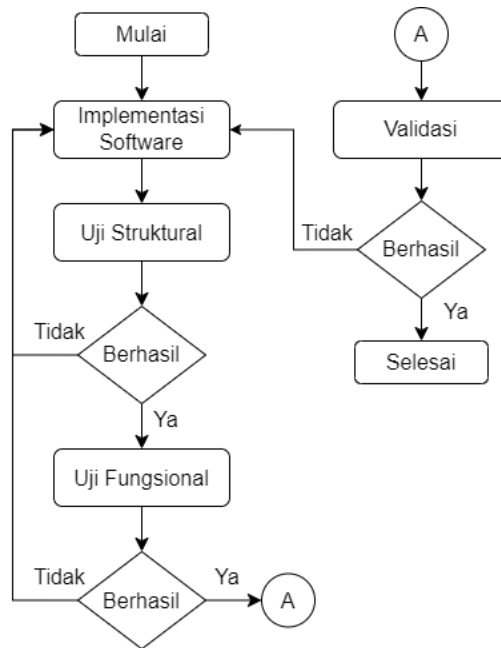 Mulai
Implementasi
Software
Uji Struktural
Tidak
Berhasil
Ya
Uji Fungsional
Tidak
Berhasil
Ya
A
A
Validasi
Tidak
Berhasil
Ya
Selesai